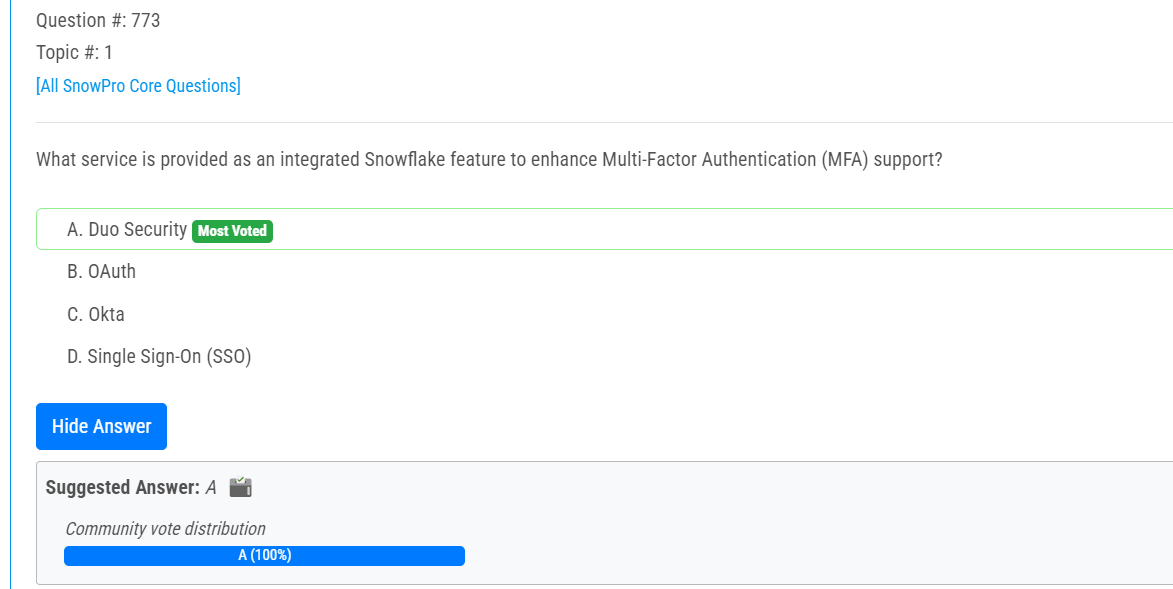 Question #: 773
Topic #: 1
[All SnowPro Core Questions]
What service is provided as an integrated Snowflake feature to enhance Multi-Factor Authentication (MFA) support?
A. Duo Security Most Voted
B. OAuth
C. Okta
D. Single Sign-On (SSO)
Hide Answer
Suggested Answer: A
Community vote distribution
A (100%)